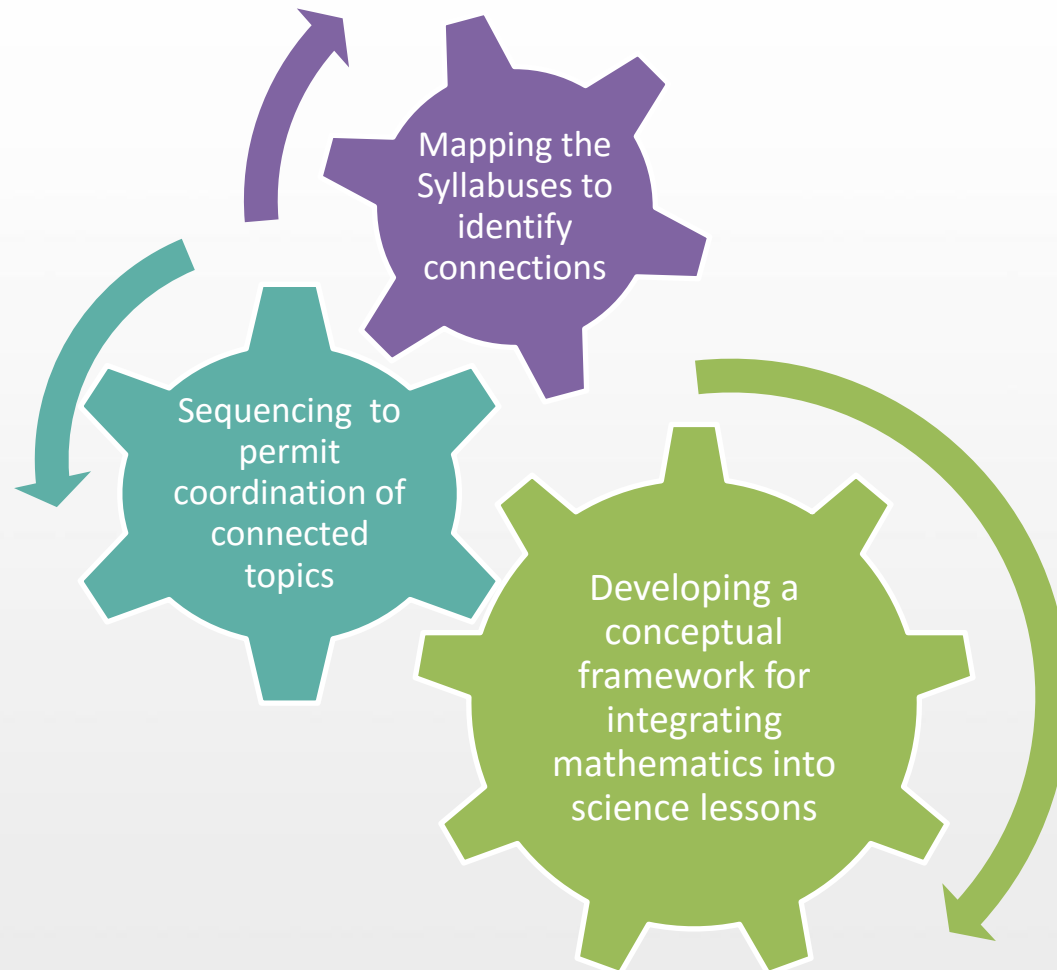 Mapping the
Syllabuses to
identify
connections
Sequencing  to
permit
coordination of
connected
topics
Developing a
conceptual
framework for
integrating
mathematics into
science lessons